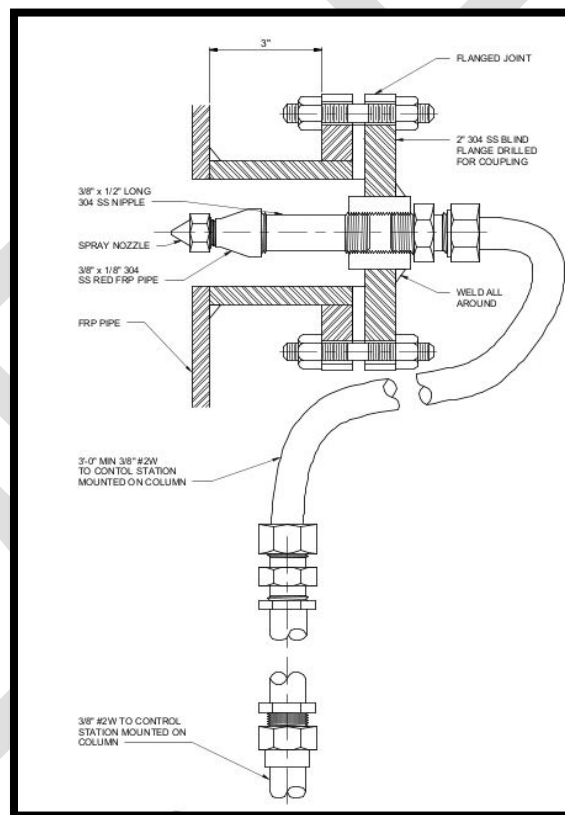 3"
FLANGED JOINT
2" 304 SS BLIND
FLANGE DRILLED
FOR COUPLING
3/8" x 1/2" LONG
304 SS NIPPLE
SPRAY NOZZLE
3/8" x 1/8" 304
SS RED FRP PIPE
WELD ALL
AROUND
FRP PIPE
3'-0" MIN 3/8" #2W
TO CONTOL STATION
MOUNTED ON COLUMN
3/8" #2W TO CONTROL
STATION MOUNTED ON
COLUMN